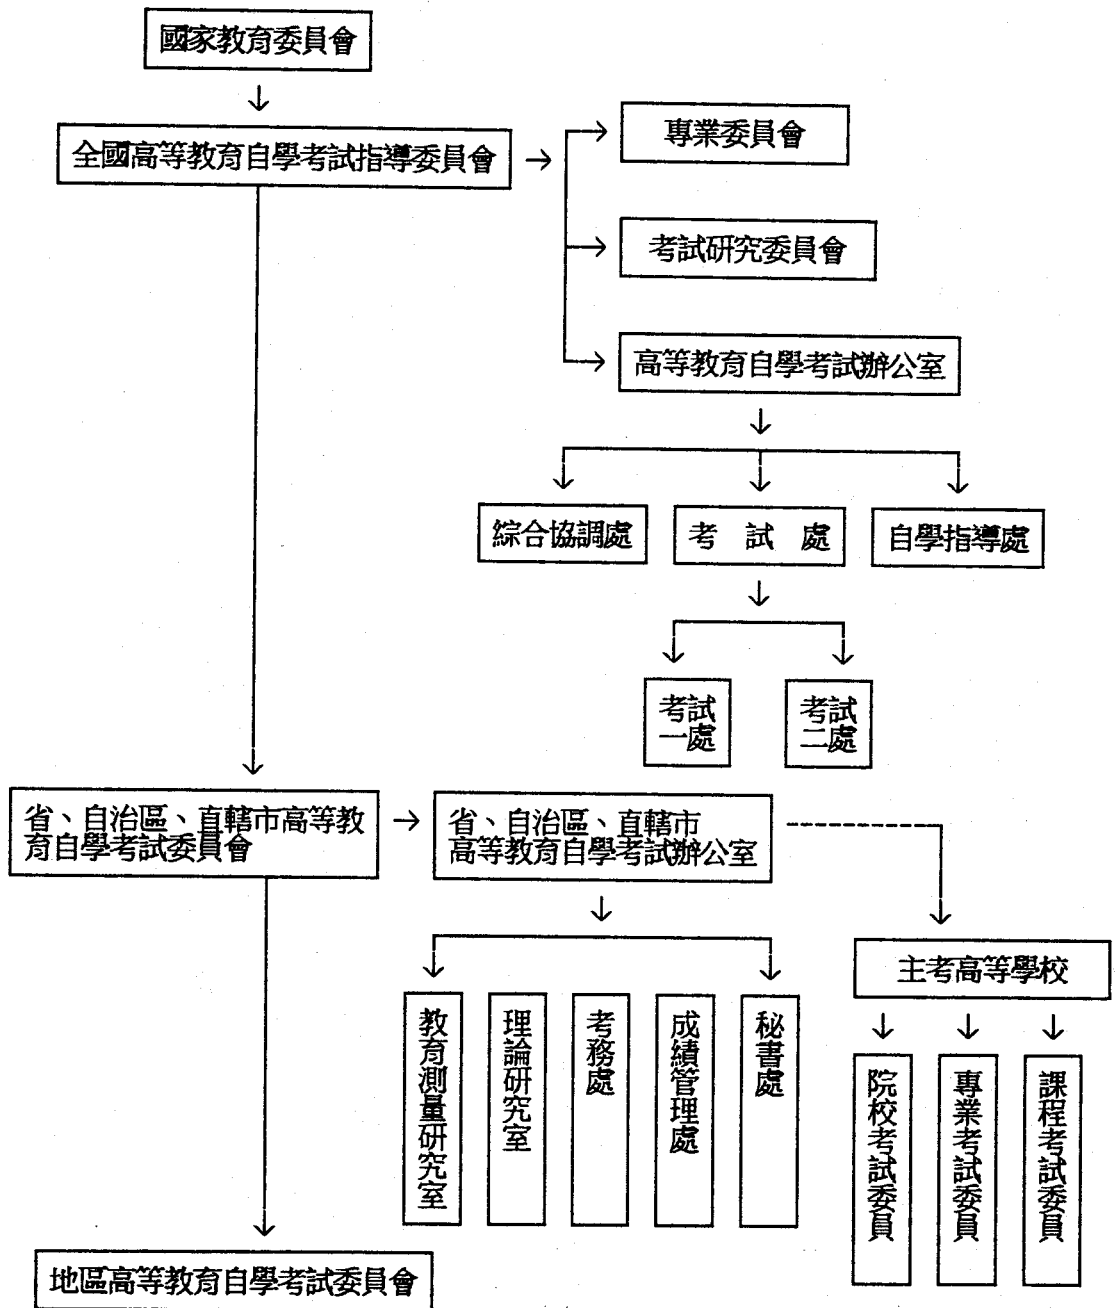 國家教育委員會
全國高等教育自學考試指導委員會
專業委員會
考試研究委員會
高等教育自學考試辦公室
綜合協調處
考試處
自學指導處
考試
一處
考試
二處
省、自治區、直轄市高等教
育自學考試委員會
省、自治區、直轄市
高等教育自學考試辦公室
主考高等學校
教育測量研究室
理論研究室
考務處
成績管理處
秘書處
院校考試委員
專業考試委員
課程考試委員
地區高等教育自學考試委員會